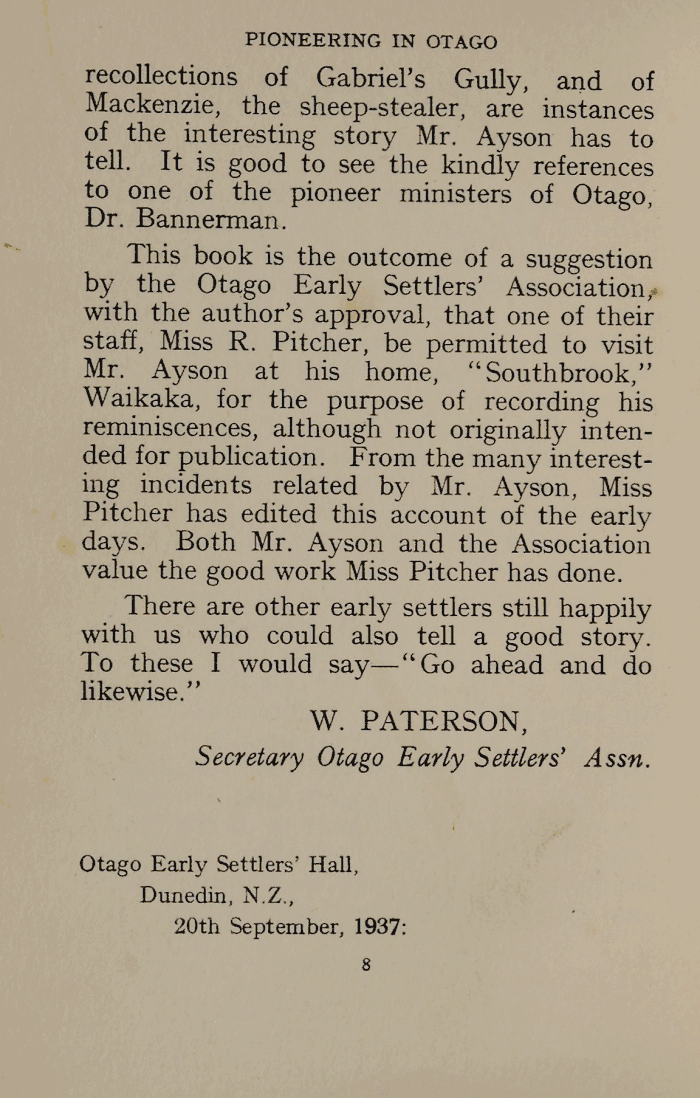 PIONEERING IN OTAGO
recollections of Gabriel's Gully, and of
Mackenzie, the sheep-stealer, are instances
of the interesting story Mr. Ayson has to
tell. It is good to see the kindly references
to one of the pioneer ministers of Otago,
Dr. Bannerman.
This book is the outcome of a suggestion
by the Otago Early Settlers' Association,
with the author's approval, that one of their
staff, Miss R. Pitcher, be permitted to visit
Mr. Ayson at his home, "Southbrook,"
Waikaka, for the purpose of recording his
reminiscences, although not originally inten-
ded for publication. From the many interest-
ing incidents related by Mr. Ayson, Miss
Pitcher has edited this account of the early
days. Both Mr. Ayson and the Association
value the good work Miss Pitcher has done.
There are other early settlers still happily
with us who could also tell a good story.
To these I would say—"Go ahead and do
likewise."
W. PATERSON,
Secretary Otago Early Settlers' Assn.
Otago Early Settlers' Hall,
Dunedin, N.Z.,
20th September, 1937:
8